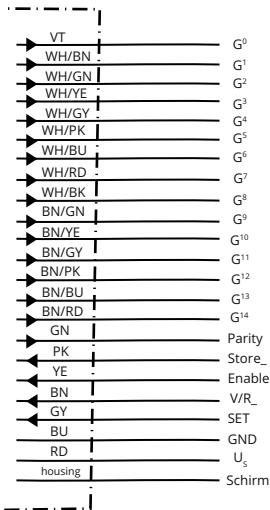 VT G⁰
WH/BN G¹
WH/GN G²
WH/YE G³
WH/GY G⁴
WH/PK G⁵
WH/BU G⁶
WH/RD G⁷
WH/BK G⁸
BN/GN G⁹
BN/YE G¹⁰
BN/GY G¹¹
BN/PK G¹²
BN/BU G¹³
BN/RD G¹⁴
GN Parity
PK Store_
YE Enable
BN V/R_
GY SET
BU GND
RD Uₛ
housing Schirm